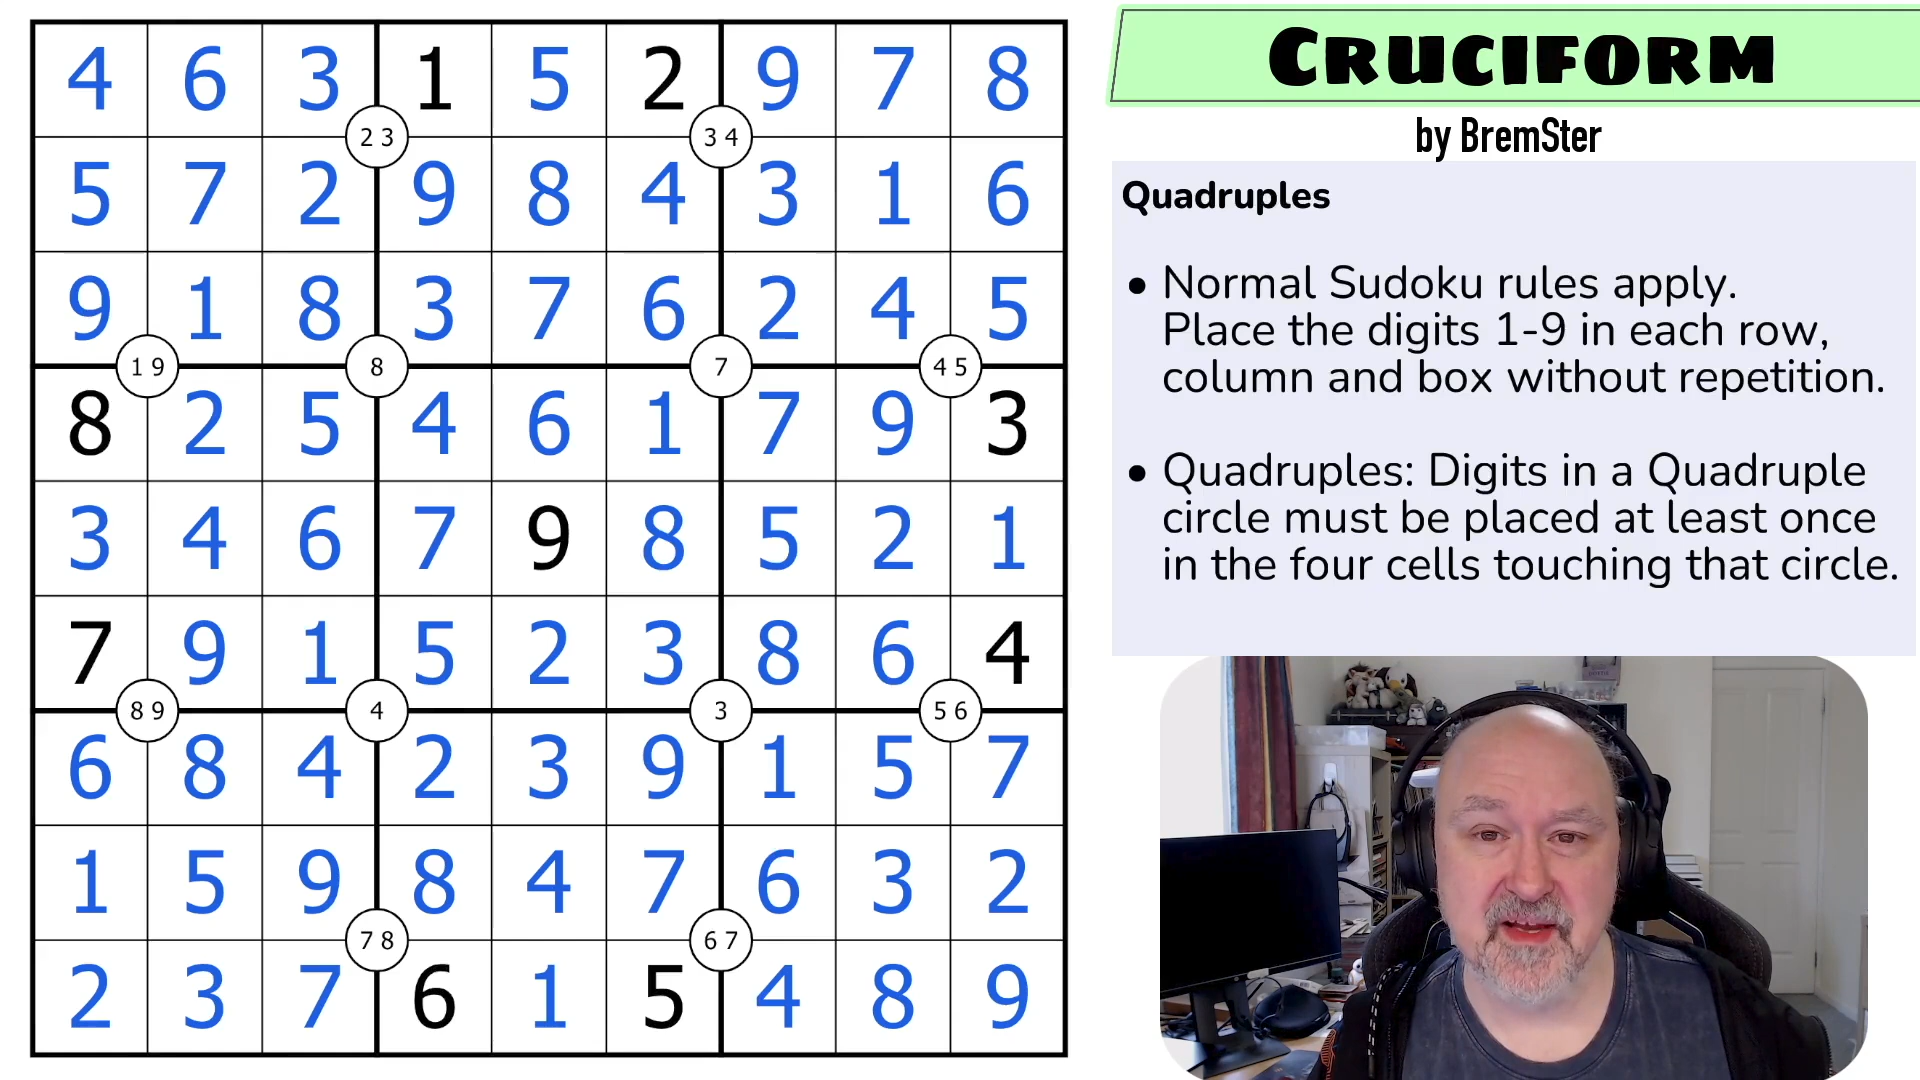 4 6 3 1 5 2 9 7 8
2 3 3 4
5 7 2 9 8 4 3 1 6
9 1 8 3 7 6 2 4 5
1 9 8 7 4 5
8 2 5 4 6 1 7 9 3
3 4 6 7 9 8 5 2 1
7 9 1 5 2 3 8 6 4
8 9 4 3 5 6
6 8 4 2 3 9 1 5 7
1 5 9 8 4 7 6 3 2
7 8 6 7
2 3 7 6 1 5 4 8 9
CRUCIFORM
by BremSter
Quadruples
• Normal Sudoku rules apply.
Place the digits 1-9 in each row,
column and box without repetition.
• Quadruples: Digits in a Quadruple
circle must be placed at least once
in the four cells touching that circle.